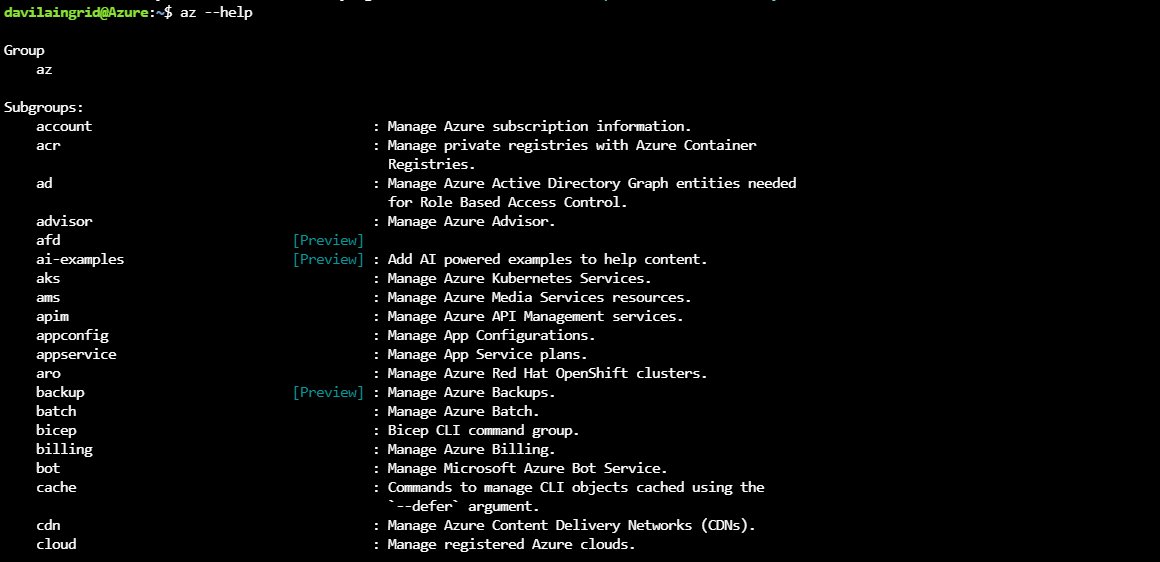 davilaingrid@Azure:~$ az --help
Group
az
Subgroups:
account : Manage Azure subscription information.
acr : Manage private registries with Azure Container
Registries.
ad : Manage Azure Active Directory Graph entities needed
for Role Based Access Control.
advisor : Manage Azure Advisor.
afd [Preview]
ai-examples [Preview] : Add AI powered examples to help content.
aks : Manage Azure Kubernetes Services.
ams : Manage Azure Media Services resources.
apim : Manage Azure API Management services.
appconfig : Manage App Configurations.
appservice : Manage App Service plans.
aro : Manage Azure Red Hat OpenShift clusters.
backup [Preview] : Manage Azure Backups.
batch : Manage Azure Batch.
bicep : Bicep CLI command group.
billing : Manage Azure Billing.
bot : Manage Microsoft Azure Bot Service.
cache : Commands to manage CLI objects cached using the
`--defer` argument.
cdn : Manage Azure Content Delivery Networks (CDNs).
cloud : Manage registered Azure clouds.